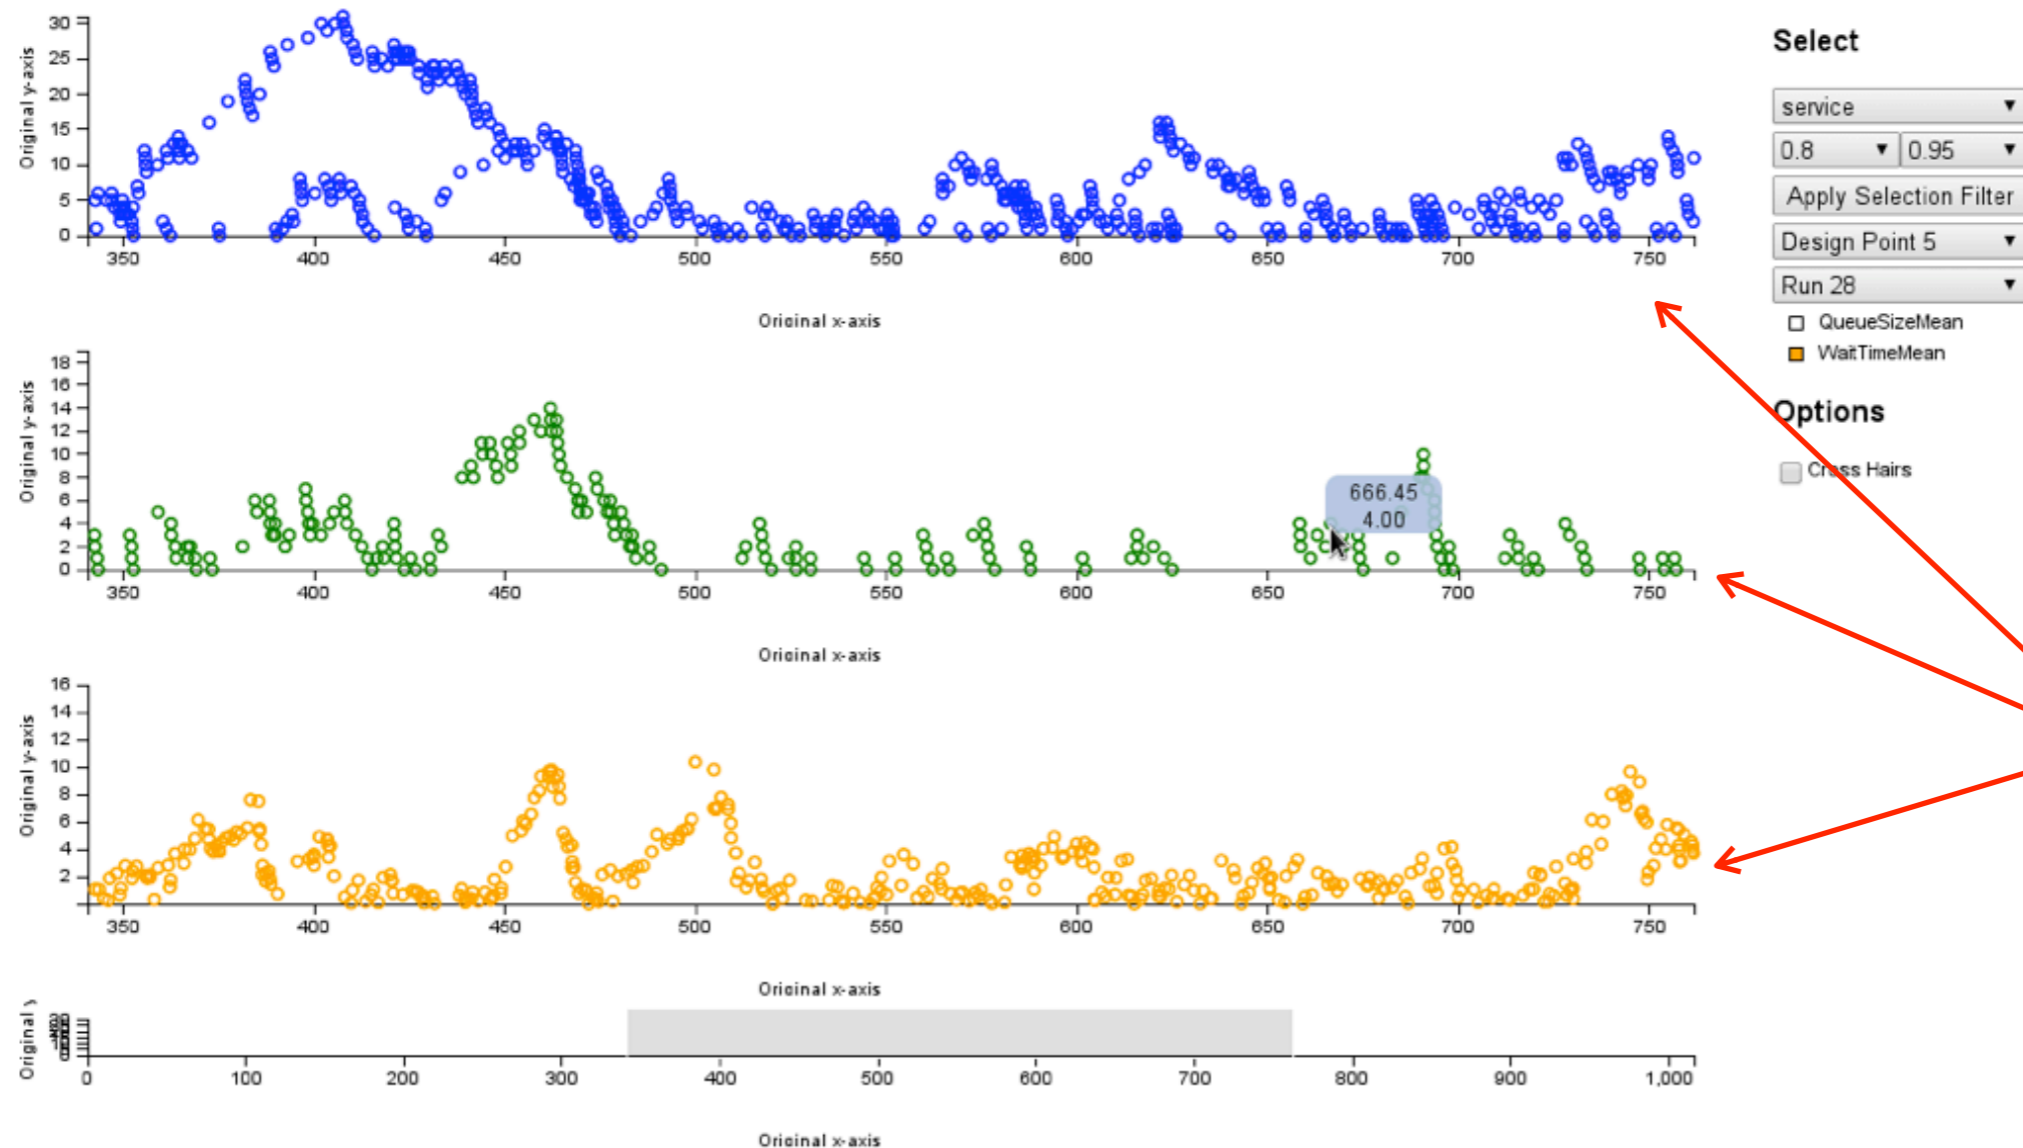 Original y-axis
30
25
20
15
10
5
0
350 400 450 500 550 600 650 700 750
Original x-axis
Original y-axis
18
16
14
12
10
8
6
4
2
0
666.45
4.00
350 400 450 500 550 600 650 700 750
Original x-axis
Original y-axis
16
14
12
10
8
6
4
2
350 400 450 500 550 600 650 700 750
Original x-axis
Original
0 100 200 300 400 500 600 700 800 900 1,000
Original x-axis
Select
service
0.8 0.95
Apply Selection Filter
Design Point 5
Run 28
QueueSizeMean
WaitTimeMean
Options
Cross Hairs